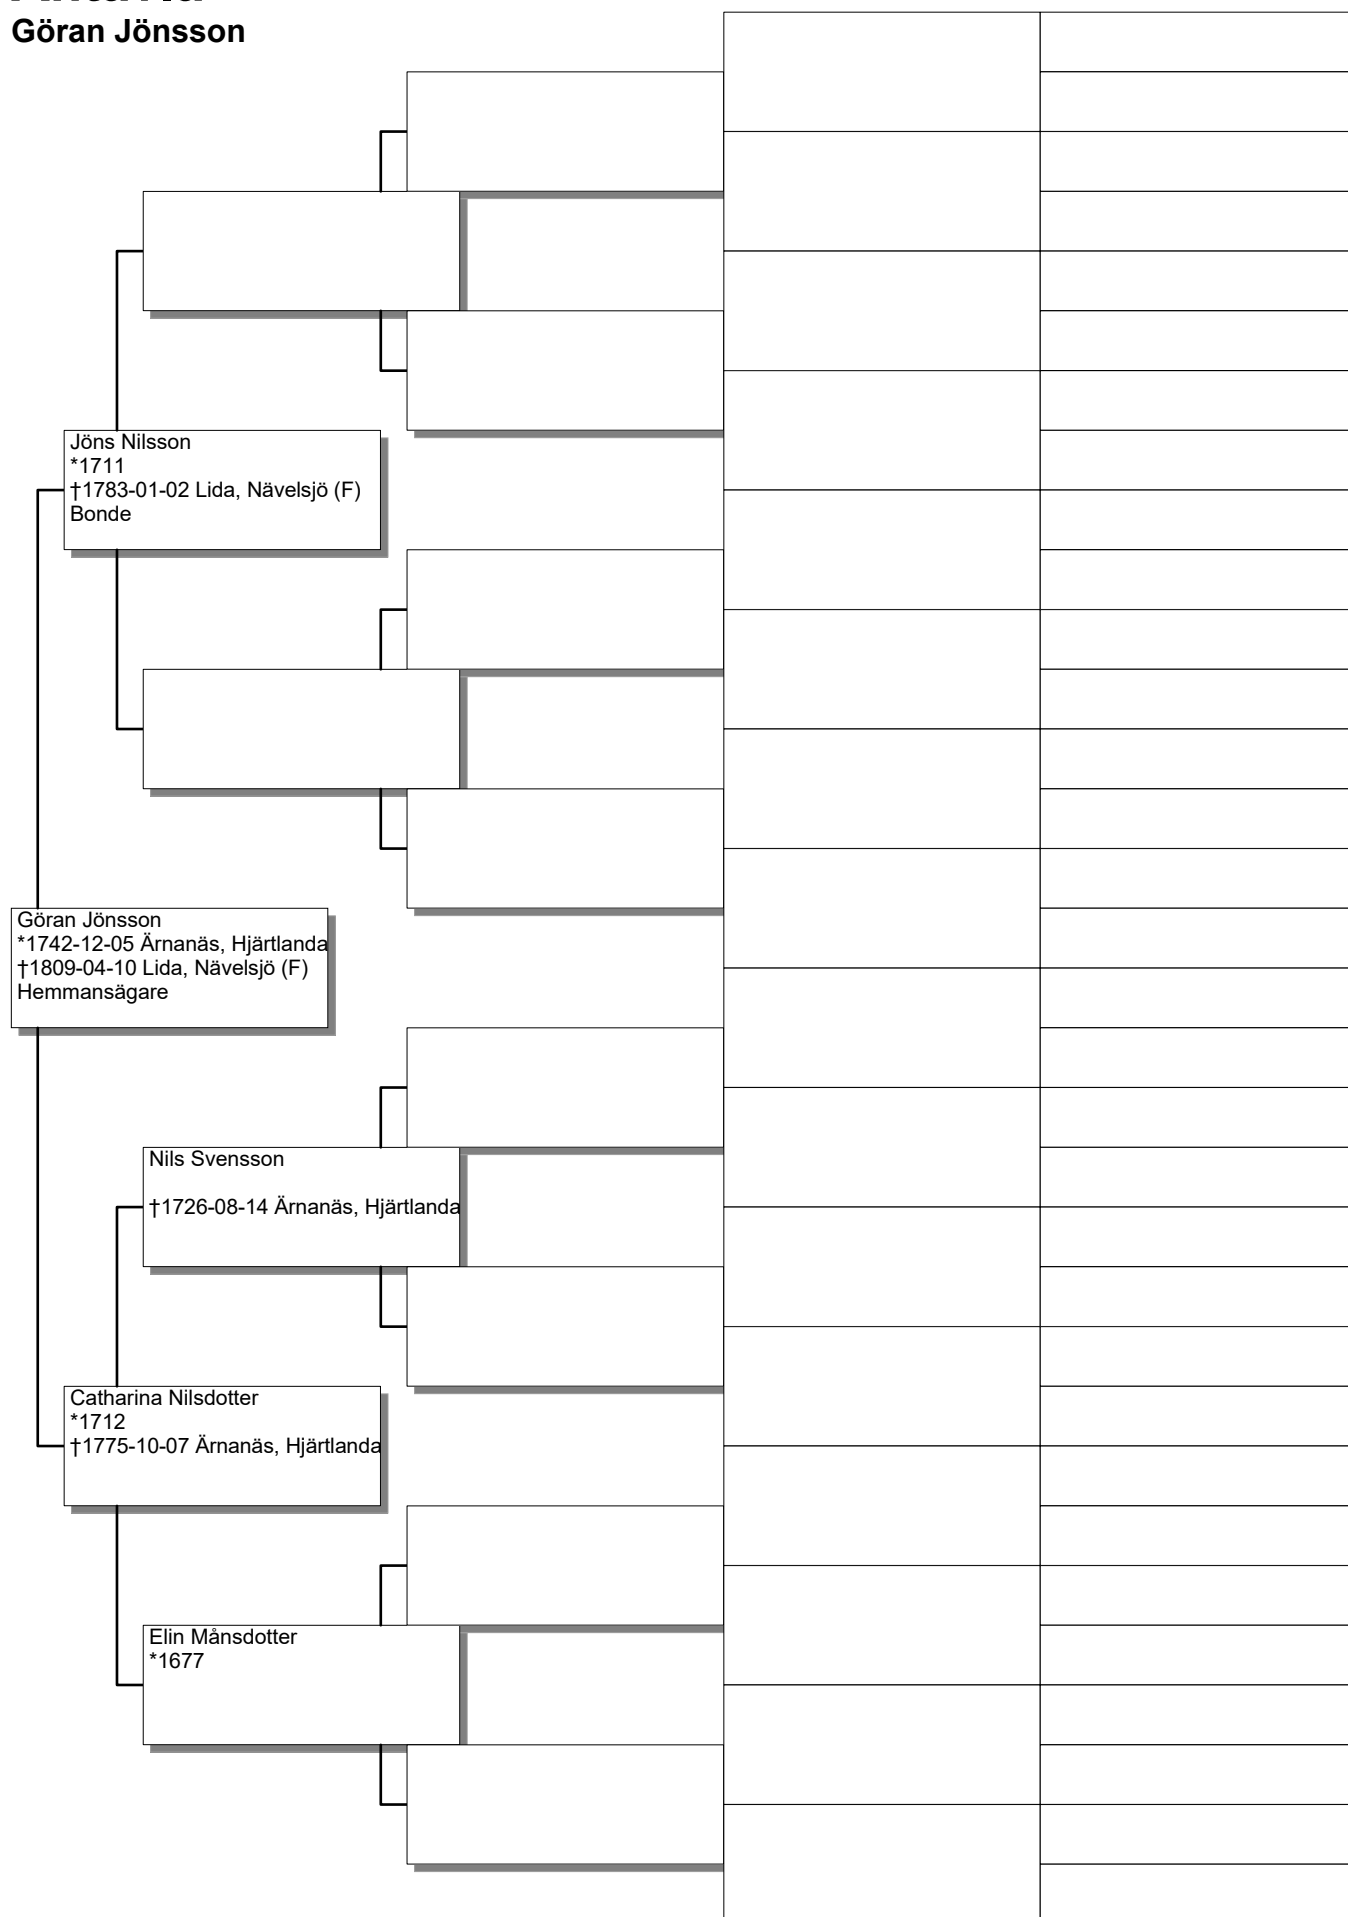 Göran Jönsson
Jöns Nilsson
*1711
†1783-01-02 Lida, Nävelsjö (F)
Bonde
Göran Jönsson
*1742-12-05 Ärnanäs, Hjärtlanda
†1809-04-10 Lida, Nävelsjö (F)
Hemmansägare
Nils Svensson
†1726-08-14 Ärnanäs, Hjärtlanda
Catharina Nilsdotter
*1712
†1775-10-07 Ärnanäs, Hjärtlanda
Elin Månsdotter
*1677